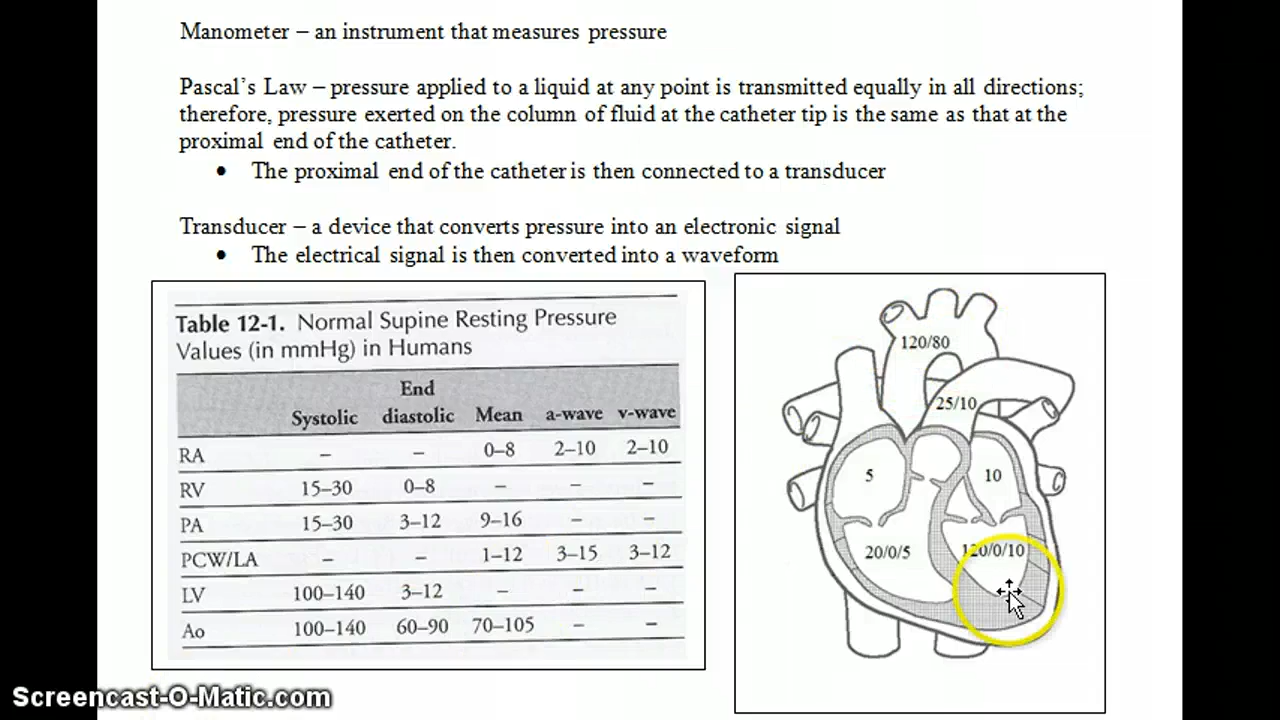 Manometer – an instrument that measures pressure
Pascal’s Law – pressure applied to a liquid at any point is transmitted equally in all directions;
therefore, pressure exerted on the column of fluid at the catheter tip is the same as that at the
proximal end of the catheter.
• The proximal end of the catheter is then connected to a transducer
Transducer – a device that converts pressure into an electronic signal
• The electrical signal is then converted into a waveform
Table 12-1. Normal Supine Resting Pressure
Values (in mmHg) in Humans
End
Systolic diastolic Mean a-wave v-wave
RA – – 0–8 2–10 2–10
RV 15–30 0–8 – – –
PA 15–30 3–12 9–16 – –
PCW/LA – – 1–12 3–15 3–12
LV 100–140 3–12 – – –
Ao 100–140 60–90 70–105 – –
120/80
25/10
5 10
20/0/5 120/0/10
Screencast-O-Matic.com